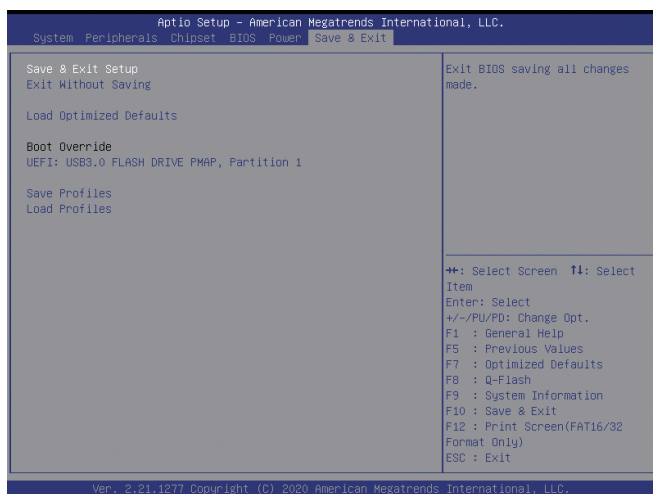 Aptio Setup – American Megatrends International, LLC.
System Peripherals Chipset BIOS Power Save & Exit
Save & Exit Setup
Exit Without Saving
Load Optimized Defaults
Boot Override
UEFI: USB3.0 FLASH DRIVE PMAP, Partition 1
Save Profiles
Load Profiles
Exit BIOS saving all changes
made.
→←: Select Screen ↑↓: Select
Item
Enter: Select
+/-/PU/PD: Change Opt.
F1 : General Help
F5 : Previous Values
F7 : Optimized Defaults
F8 : Q-Flash
F9 : System Information
F10 : Save & Exit
F12 : Print Screen(FAT16/32
Format Only)
ESC : Exit
Ver. 2.21.1277 Copyright (C) 2020 American Megatrends International, LLC.